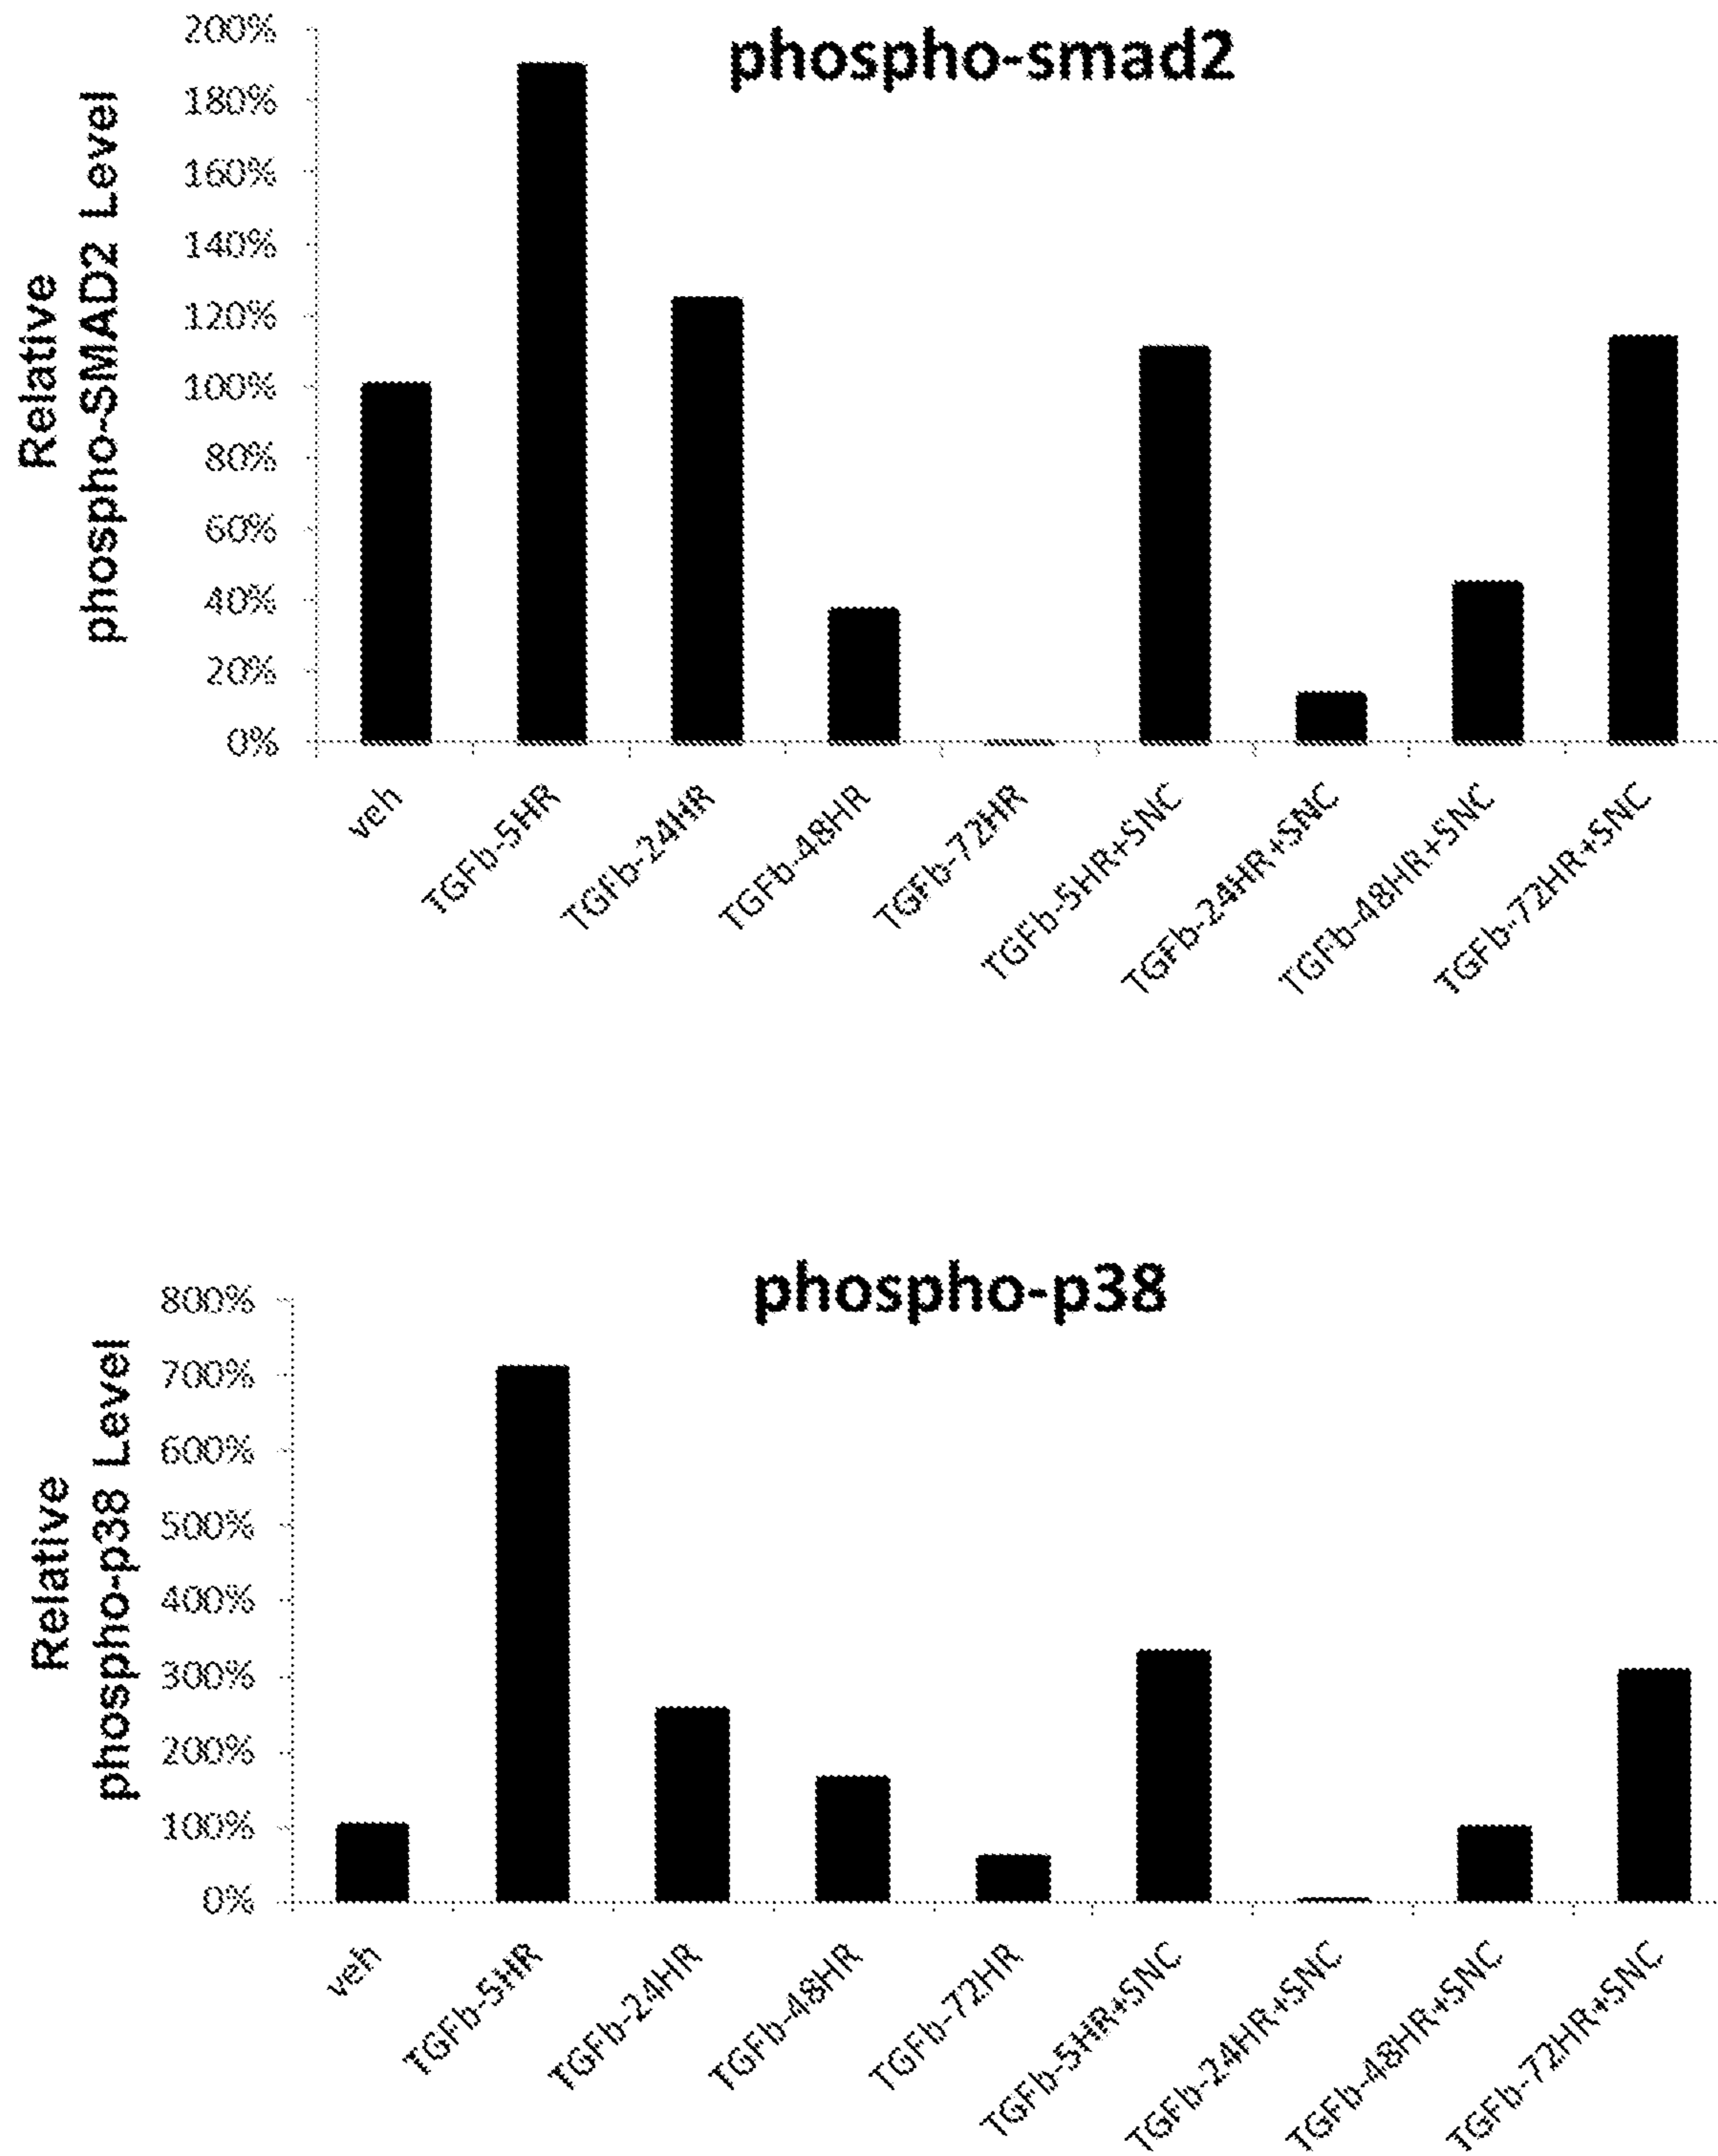 phospho-smad2
Relative
phospho-SMAD2 Level
200%
180%
160%
140%
120%
100%
80%
60%
40%
20%
0%
veh
TGFb-5HR
TGFb-24HR
TGFb-48HR
TGFb-72HR
TGFb-5HR+SNC
TGFb-24HR+SNC
TGFb-48HR+SNC
TGFb-72HR+SNC
phospho-p38
Relative
phospho-p38 Level
800%
700%
600%
500%
400%
300%
200%
100%
0%
veh
TGFb-5HR
TGFb-24HR
TGFb-48HR
TGFb-72HR
TGFb-5HR+SNC
TGFb-24HR+SNC
TGFb-48HR+SNC
TGFb-72HR+SNC